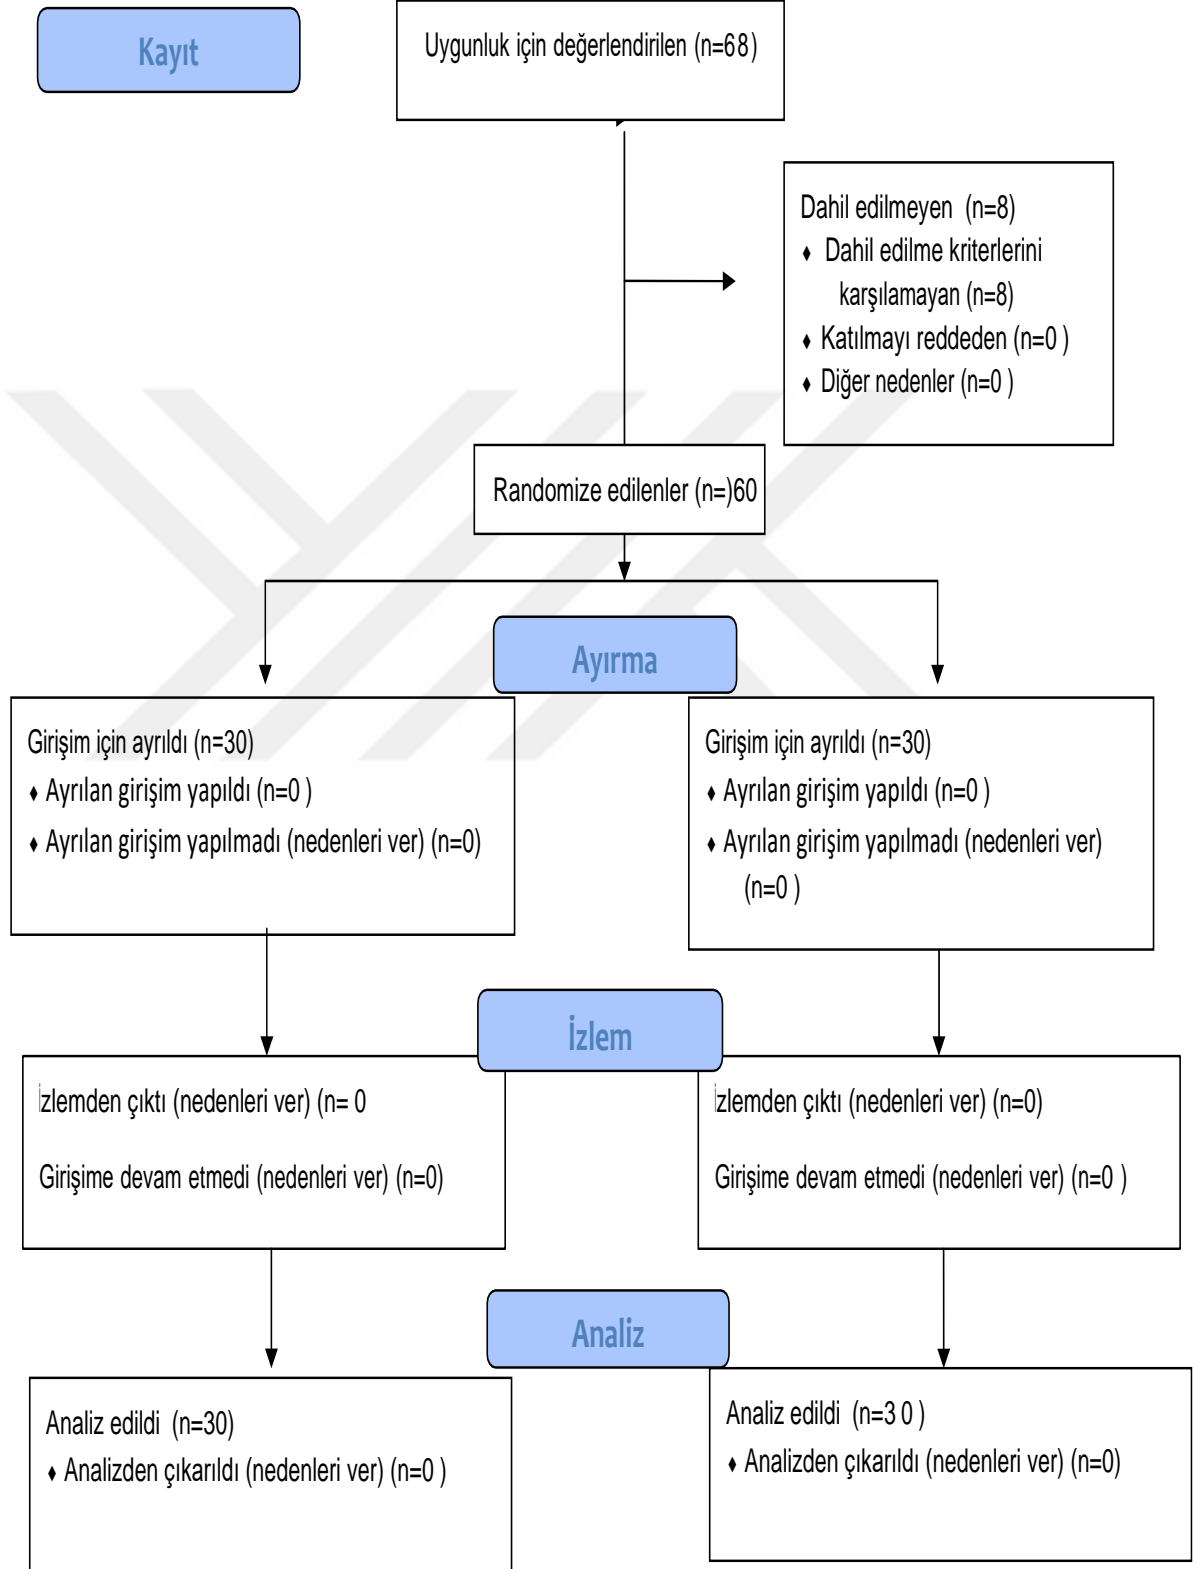 Kayıt
Uygunluk için değerlendirilen (n=68)
Dahil edilmeyen (n=8)
♦ Dahil edilme kriterlerini
karşılamayan (n=8)
♦ Katılmayı reddeden (n=0 )
♦ Diğer nedenler (n=0 )
Randomize edilenler (n=)60
Ayırma
Girişim için ayrıldı (n=30)
♦ Ayrılan girişim yapıldı (n=0 )
♦ Ayrılan girişim yapılmadı (nedenleri ver) (n=0)
Girişim için ayrıldı (n=30)
♦ Ayrılan girişim yapıldı (n=0 )
♦ Ayrılan girişim yapılmadı (nedenleri ver)
(n=0 )
İzlem
İzlemden çıktı (nedenleri ver) (n= 0
Girişime devam etmedi (nedenleri ver) (n=0)
İzlemden çıktı (nedenleri ver) (n=0)
Girişime devam etmedi (nedenleri ver) (n=0 )
Analiz
Analiz edildi (n=30)
♦ Analizden çıkarıldı (nedenleri ver) (n=0 )
Analiz edildi (n=3 0 )
♦ Analizden çıkarıldı (nedenleri ver) (n=0)